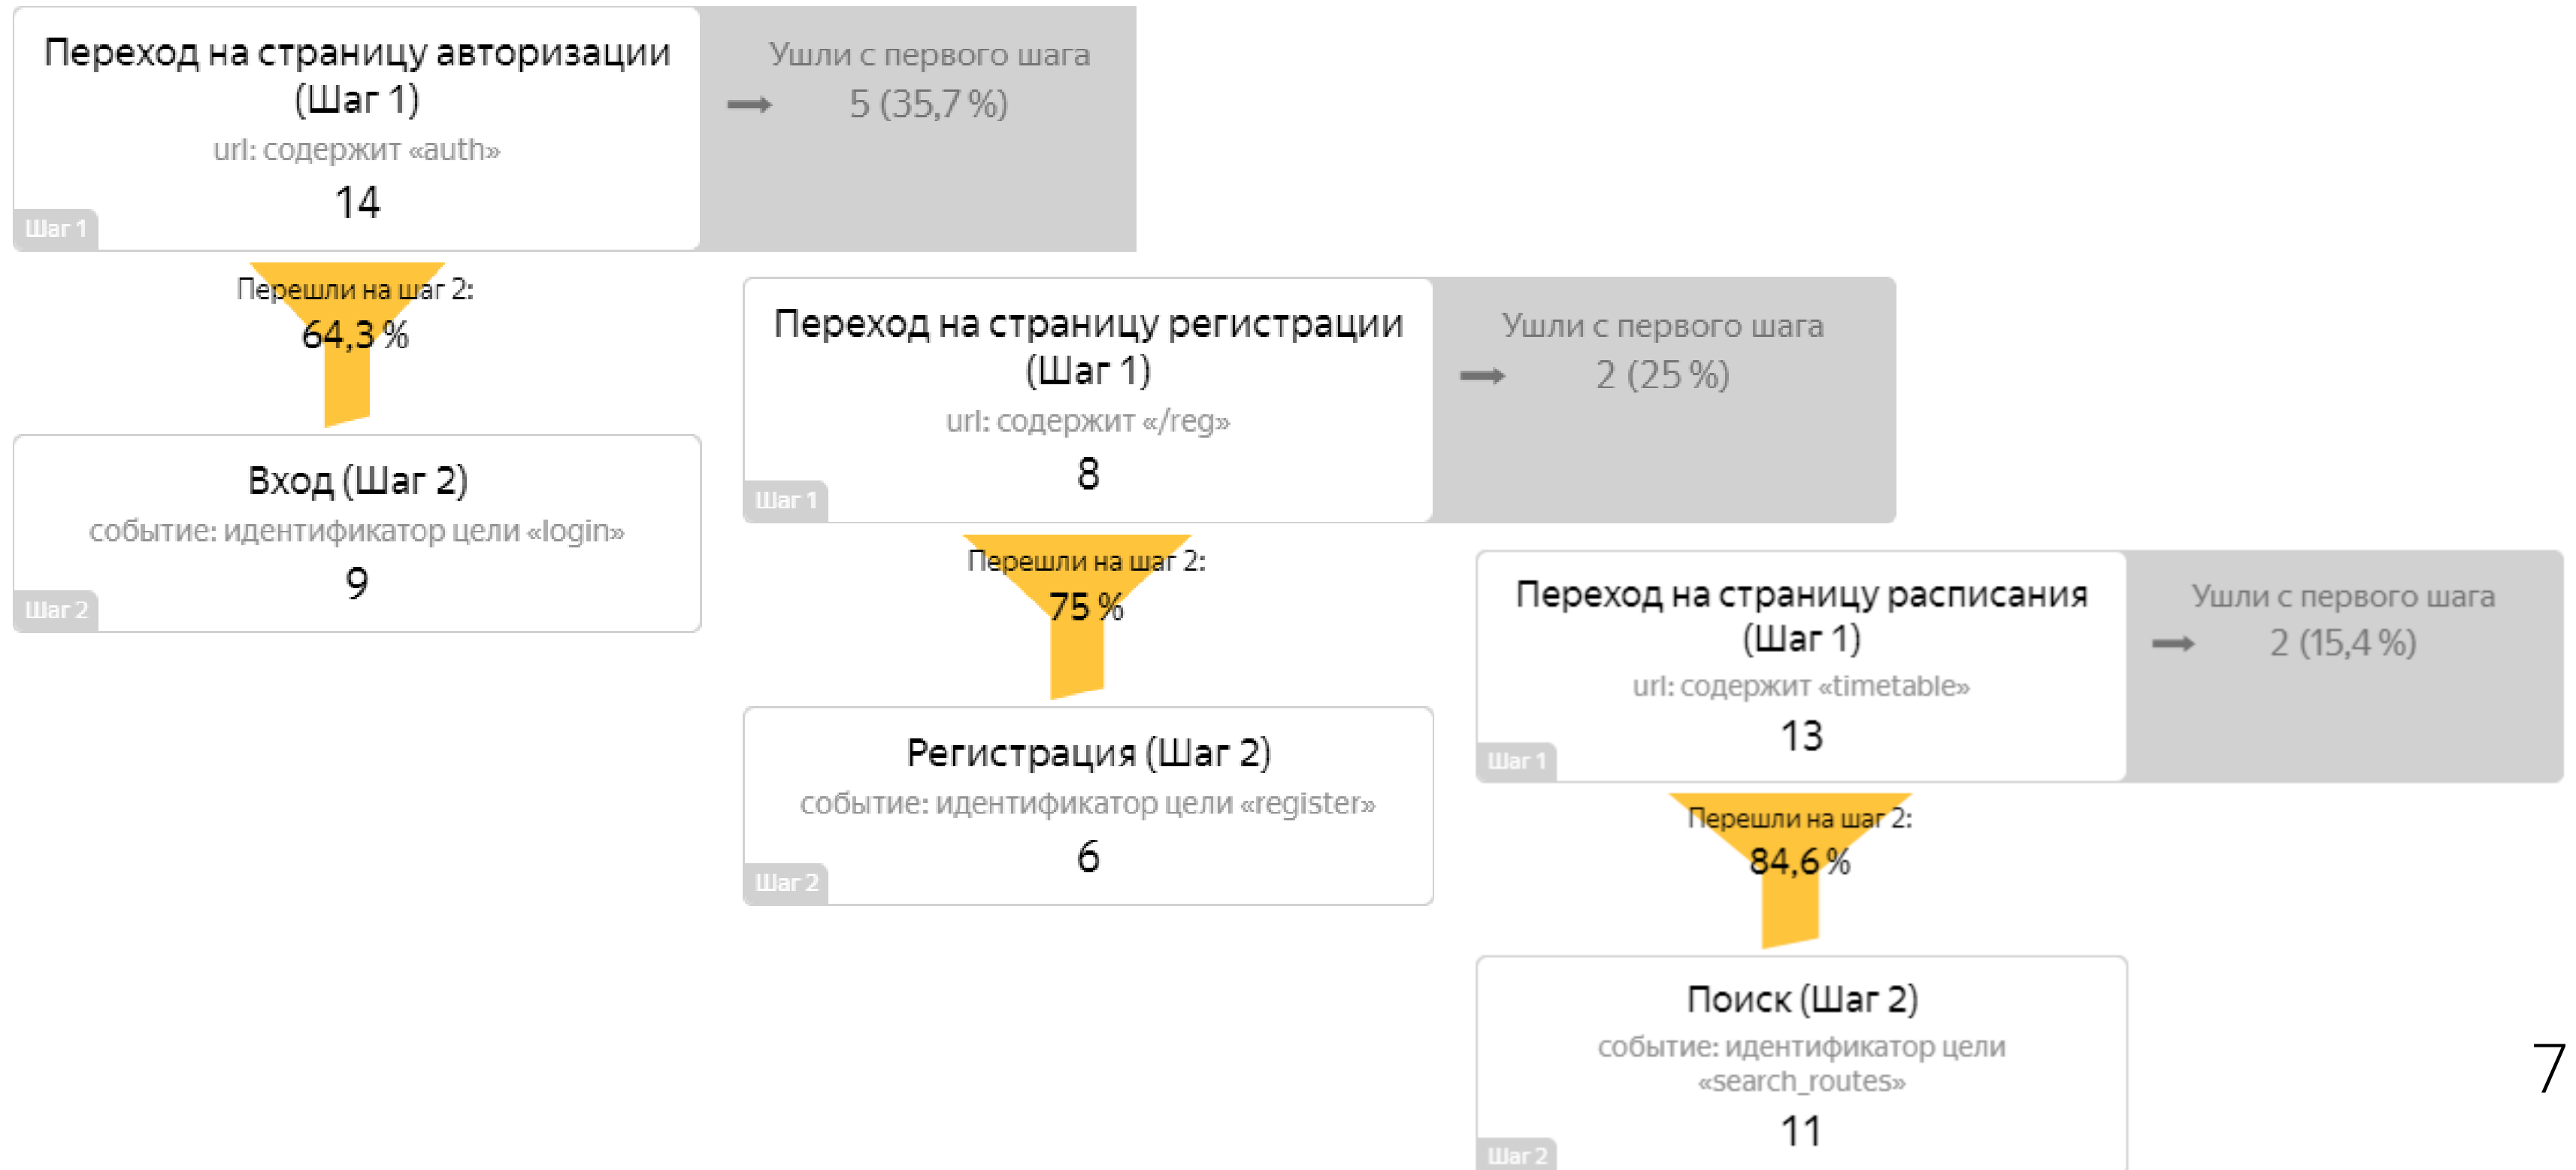 Переход на страницу авторизации
(Шаг 1)
url: содержит «auth»
14
Шаг 1
Ушли с первого шага
5 (35,7 %)
Перешли на шаг 2:
64,3 %
Вход (Шаг 2)
событие: идентификатор цели «login»
9
Шаг 2
Переход на страницу регистрации
(Шаг 1)
url: содержит «/reg»
8
Шаг 1
Ушли с первого шага
2 (25 %)
Перешли на шаг 2:
75 %
Регистрация (Шаг 2)
событие: идентификатор цели «register»
6
Шаг 2
Переход на страницу расписания
(Шаг 1)
url: содержит «timetable»
13
Шаг 1
Ушли с первого шага
2 (15,4 %)
Перешли на шаг 2:
84,6 %
Поиск (Шаг 2)
событие: идентификатор цели
«search_routes»
11
Шаг 2
7